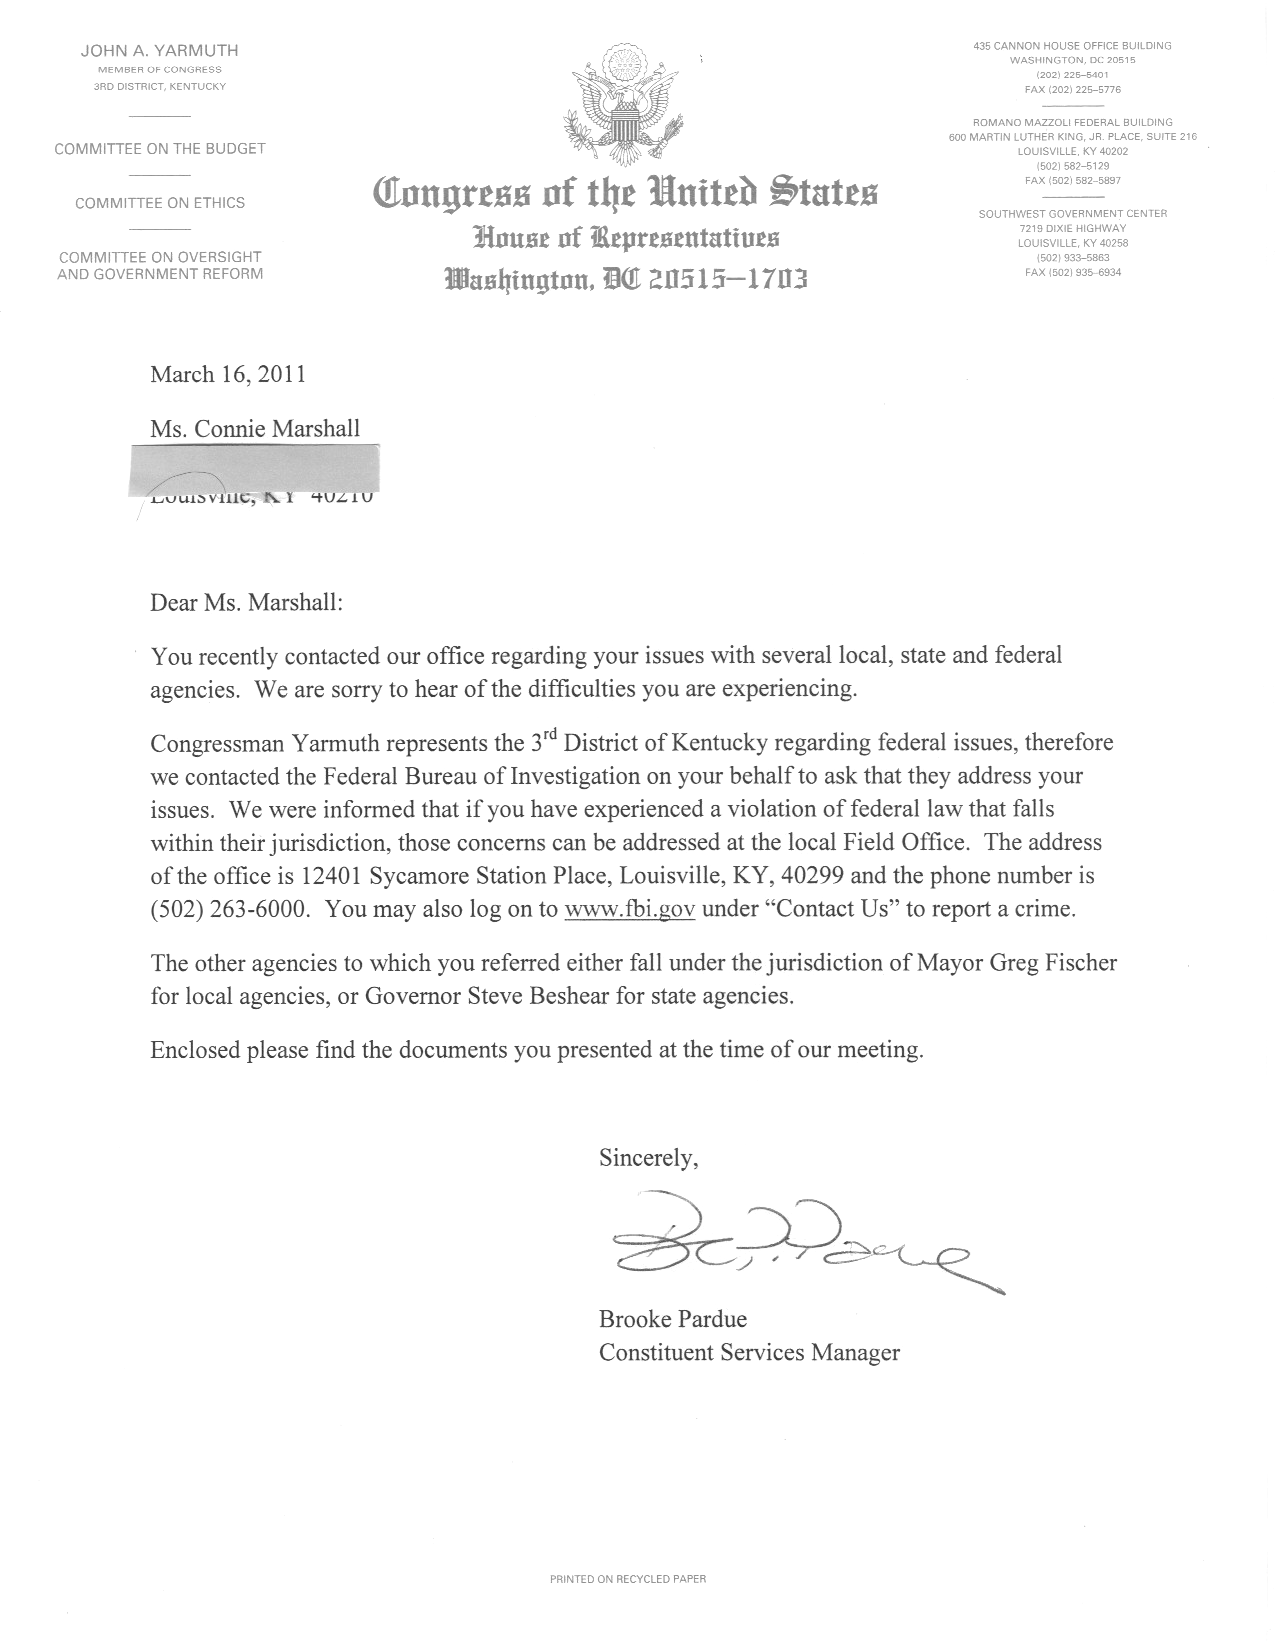 JOHN A. YARMUTH
MEMBER OF CONGRESS
3RD DISTRICT, KENTUCKY
COMMITTEE ON THE BUDGET
COMMITTEE ON ETHICS
COMMITTEE ON OVERSIGHT
AND GOVERNMENT REFORM
Congress of the United States
House of Representatives
Washington, DC 20515–1703
435 CANNON HOUSE OFFICE BUILDING
WASHINGTON, DC 20515
(202) 225–5401
FAX (202) 225–5776
ROMANO MAZZOLI FEDERAL BUILDING
600 MARTIN LUTHER KING, JR. PLACE, SUITE 216
LOUISVILLE, KY 40202
(502) 582–5129
FAX (502) 582–5897
SOUTHWEST GOVERNMENT CENTER
7219 DIXIE HIGHWAY
LOUISVILLE, KY 40258
(502) 933–5863
FAX (502) 935–6934
March 16, 2011
Ms. Connie Marshall
Louisville, KY 40210
Dear Ms. Marshall:
You recently contacted our office regarding your issues with several local, state and federal
agencies. We are sorry to hear of the difficulties you are experiencing.
Congressman Yarmuth represents the 3rd District of Kentucky regarding federal issues, therefore
we contacted the Federal Bureau of Investigation on your behalf to ask that they address your
issues. We were informed that if you have experienced a violation of federal law that falls
within their jurisdiction, those concerns can be addressed at the local Field Office. The address
of the office is 12401 Sycamore Station Place, Louisville, KY, 40299 and the phone number is
(502) 263-6000. You may also log on to www.fbi.gov under “Contact Us” to report a crime.
The other agencies to which you referred either fall under the jurisdiction of Mayor Greg Fischer
for local agencies, or Governor Steve Beshear for state agencies.
Enclosed please find the documents you presented at the time of our meeting.
Sincerely,
Brooke Pardue
Constituent Services Manager
PRINTED ON RECYCLED PAPER